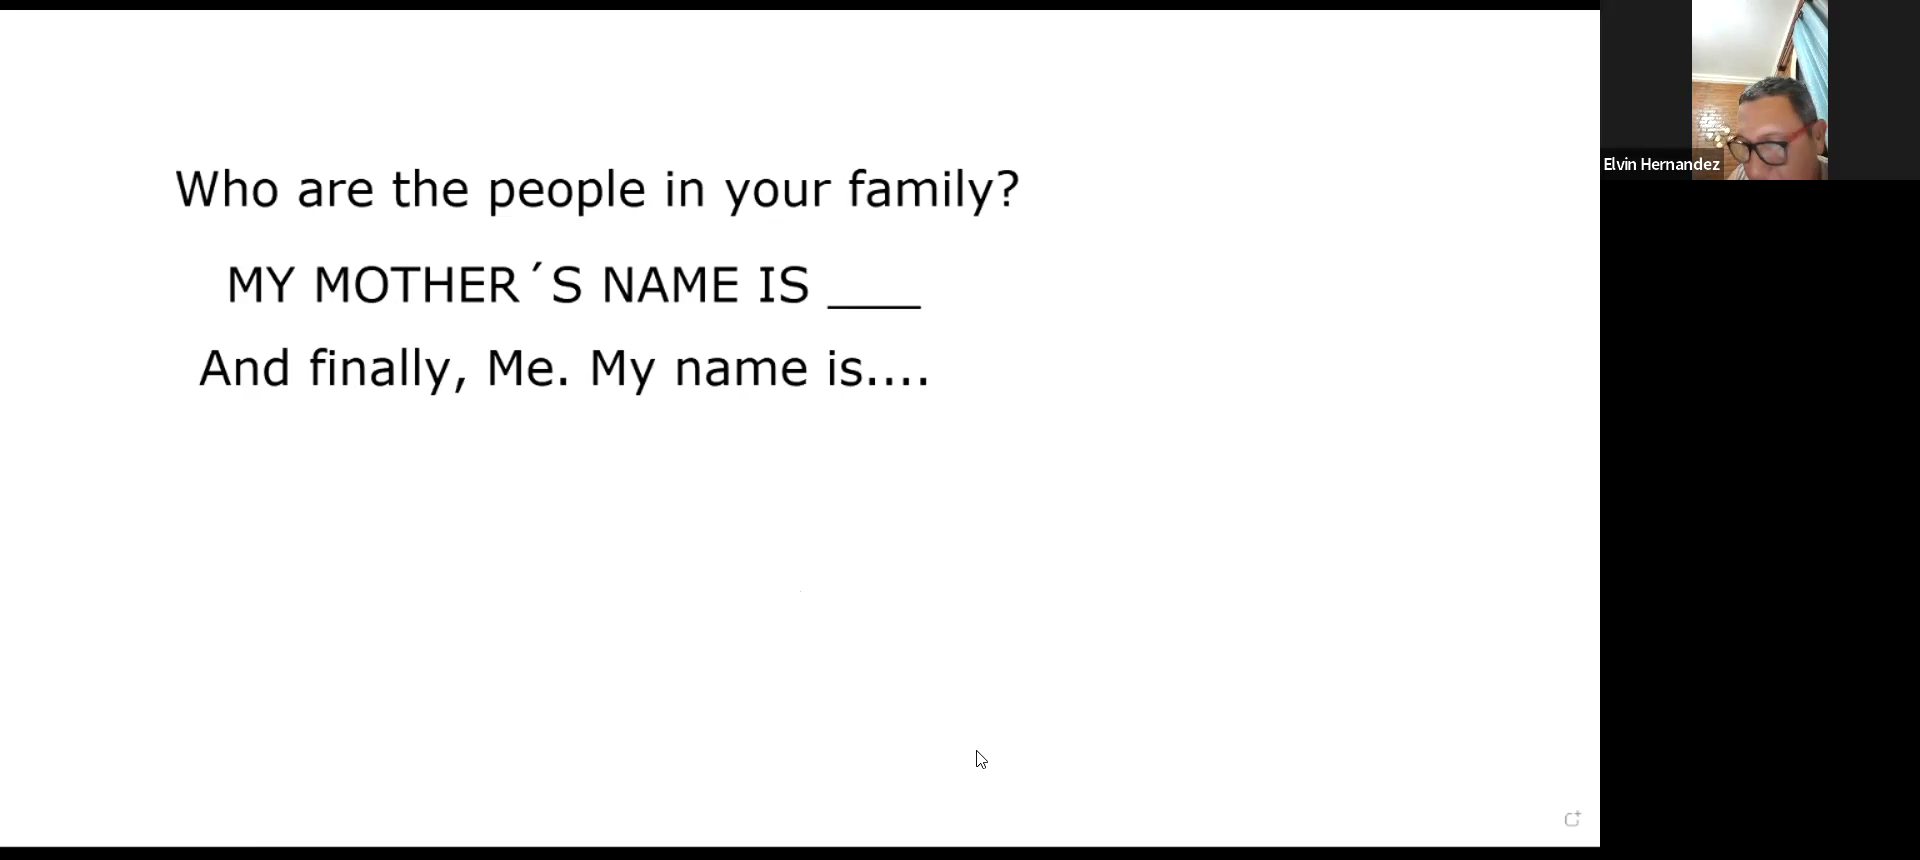 Who are the people in your family?
MY MOTHER´S NAME IS ____
And finally, Me. My name is....
Elvin Hernandez